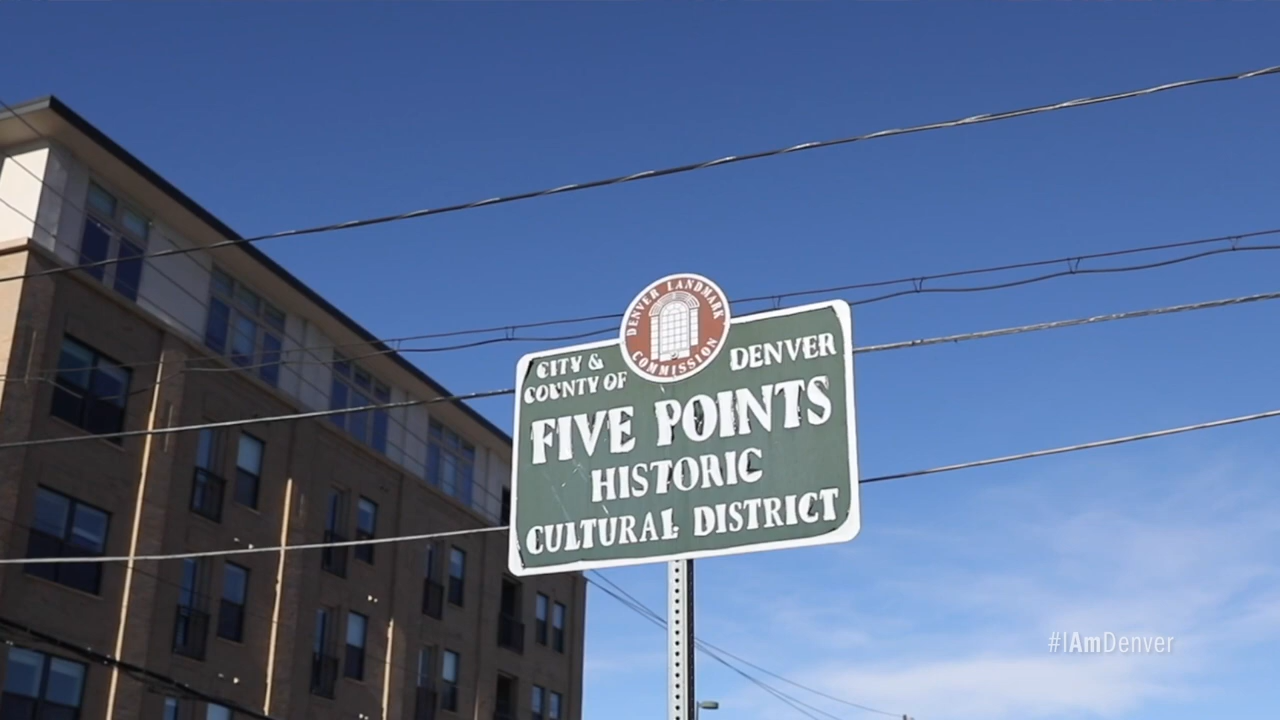 DENVER LANDMARK
COMMISSION
CITY &
COUNTY OF
DENVER
FIVE POINTS
HISTORIC
CULTURAL DISTRICT
#IAmDenver